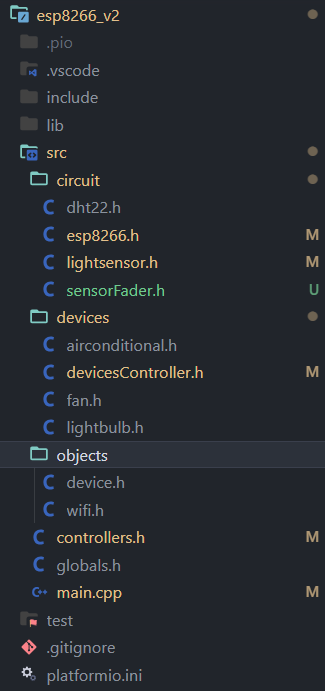 esp8266_v2
.pio
.vscode
include
lib
src
circuit
dht22.h
esp8266.h M
lightsensor.h M
sensorFader.h U
devices
airconditional.h
devicesController.h M
fan.h
lightbulb.h
objects
device.h
wifi.h
controllers.h M
globals.h
main.cpp M
test
.gitignore
platformio.ini